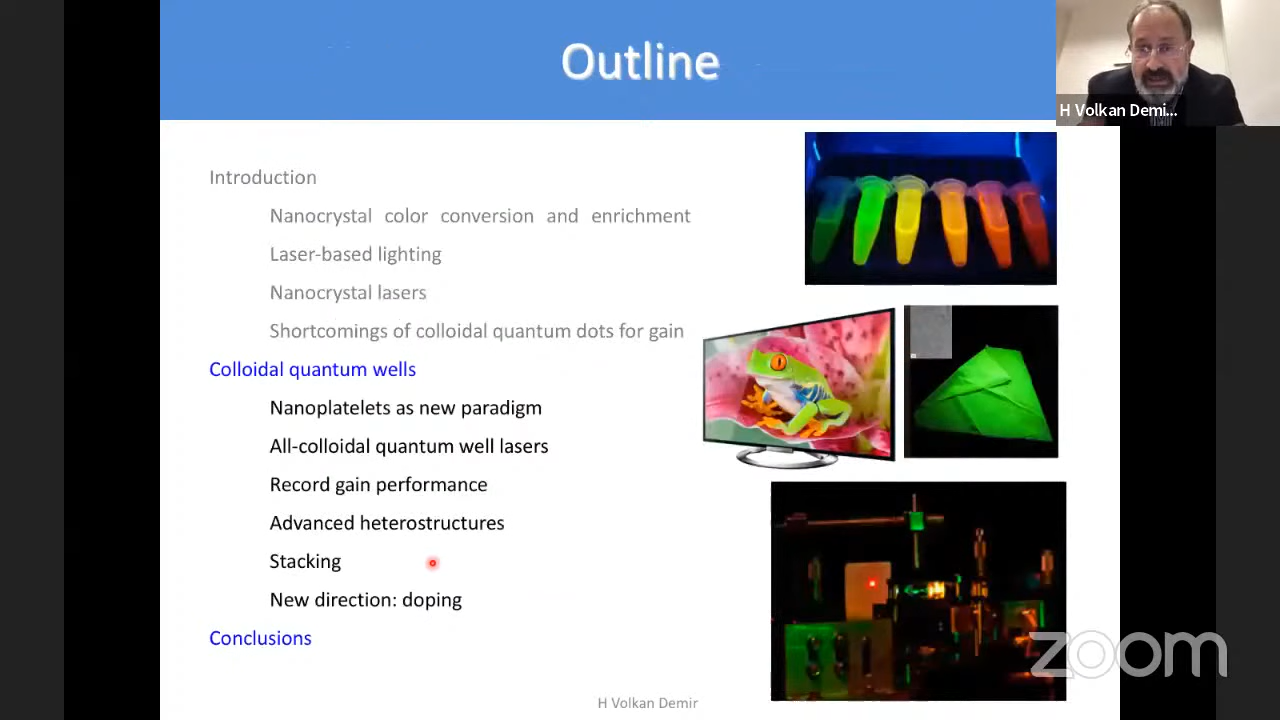 Outline
H Volkan Demi...
Introduction
Nanocrystal color conversion and enrichment
Laser-based lighting
Nanocrystal lasers
Shortcomings of colloidal quantum dots for gain
Colloidal quantum wells
Nanoplatelets as new paradigm
All-colloidal quantum well lasers
Record gain performance
Advanced heterostructures
Stacking
New direction: doping
Conclusions
zoom
H Volkan Demir